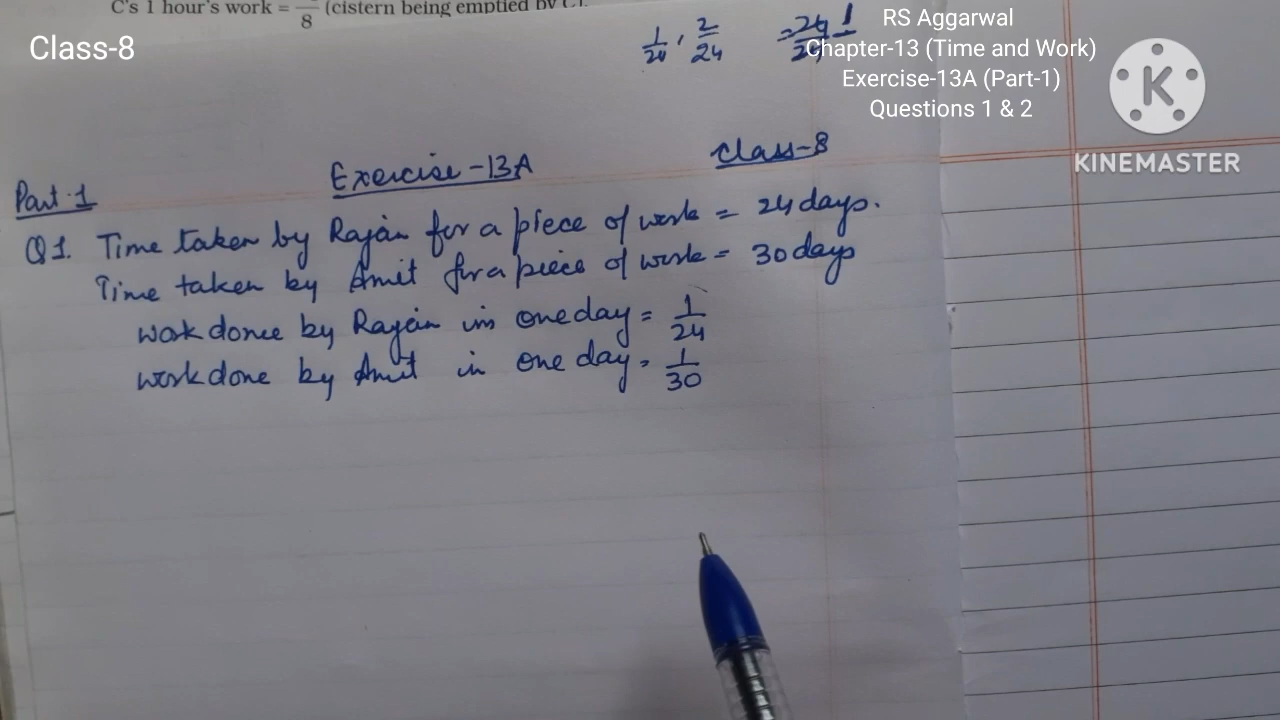 C's 1 hour's work = 8 (cistern being emptied by C).
Class-8
RS Aggarwal
Chapter-13 (Time and Work)
Exercise-13A (Part-1)
Questions 1 & 2
K
KINEMASTER
2/24
Part-1
Exercise-13A
Class-8
Q1. Time taken by Rajan for a piece of work = 24 days.
Time taken by Amit for a piece of work = 30 days
work done by Rajan in one day = 1/24
work done by Amit in one day = 1/30